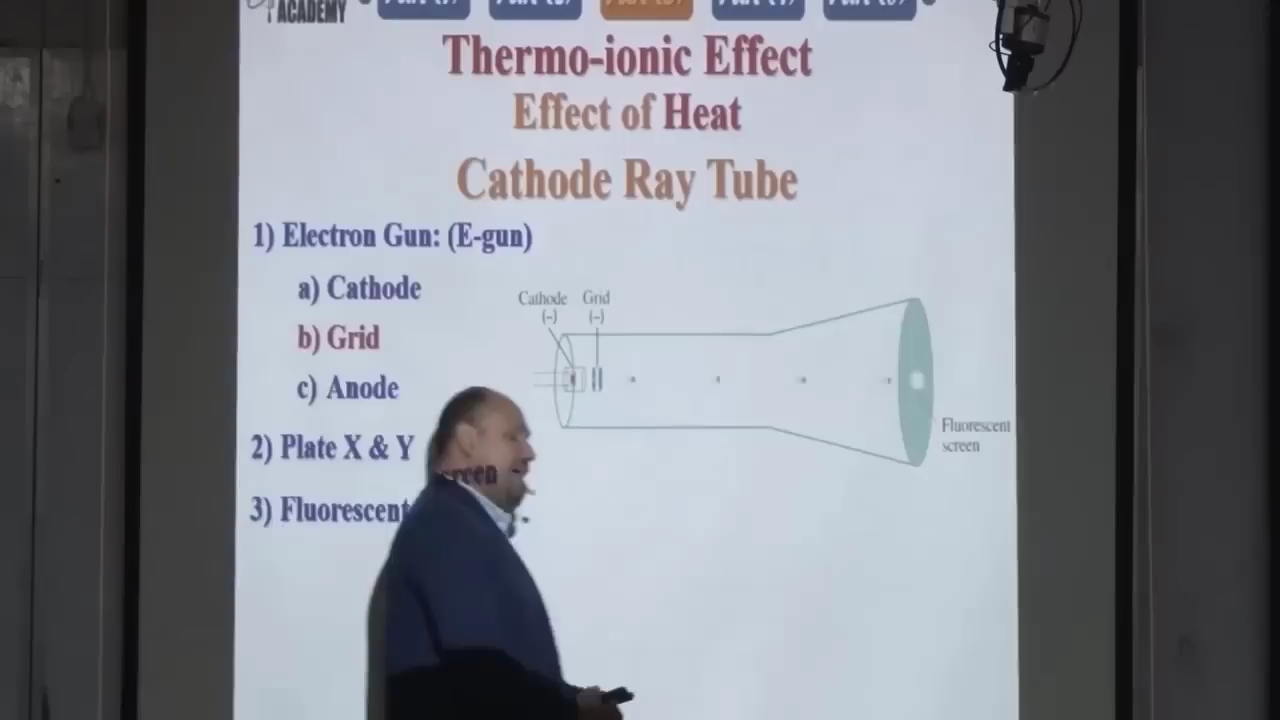 ACADEMY
Thermo-ionic Effect
Effect of Heat
Cathode Ray Tube
1) Electron Gun: (E-gun)
a) Cathode
b) Grid
c) Anode
2) Plate X & Y
3) Fluorescent
reen
Cathode
(-)
Grid
(-)
Fluorescent
screen